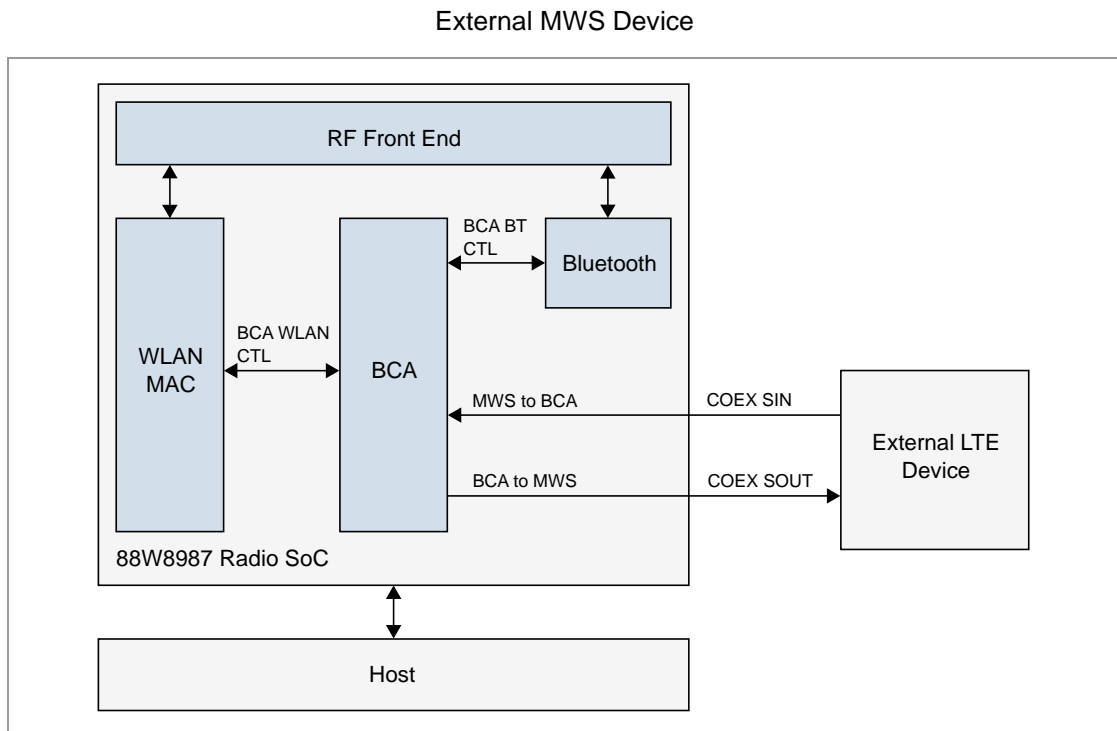 External MWS Device
RF Front End
BCA BT
CTL
Bluetooth
BCA WLAN
CTL
WLAN
MAC
BCA
MWS to BCA
COEX SIN
External LTE
Device
BCA to MWS
COEX SOUT
88W8987 Radio SoC
Host